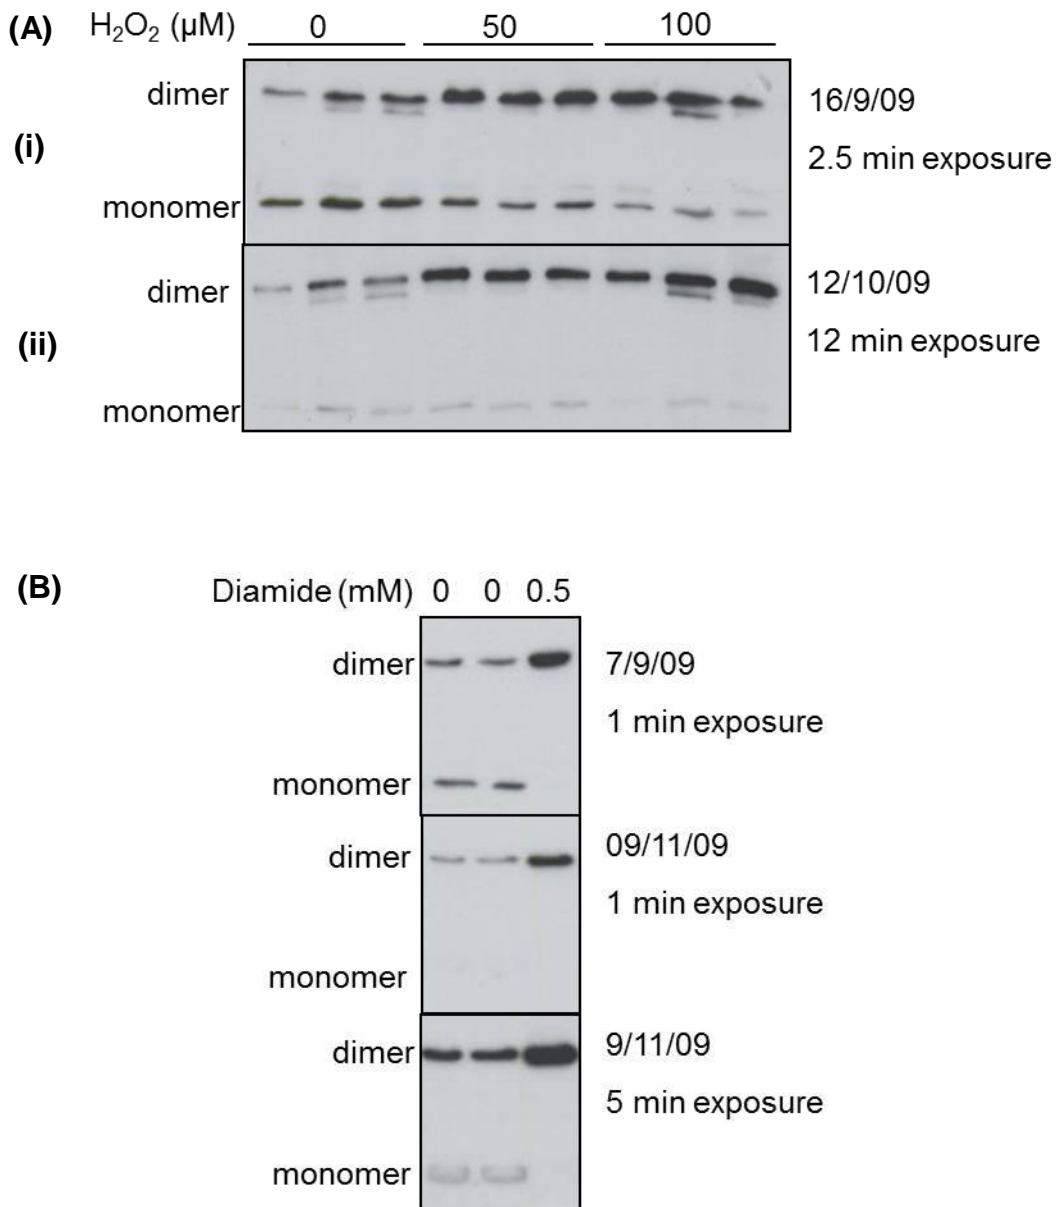 (A) H₂O₂ (µM) 0 50 100
dimer
(i)
monomer
16/9/09
2.5 min exposure
dimer
(ii)
monomer
12/10/09
12 min exposure
(B) Diamide (mM) 0 0 0.5
dimer
monomer
7/9/09
1 min exposure
dimer
monomer
09/11/09
1 min exposure
dimer
monomer
9/11/09
5 min exposure